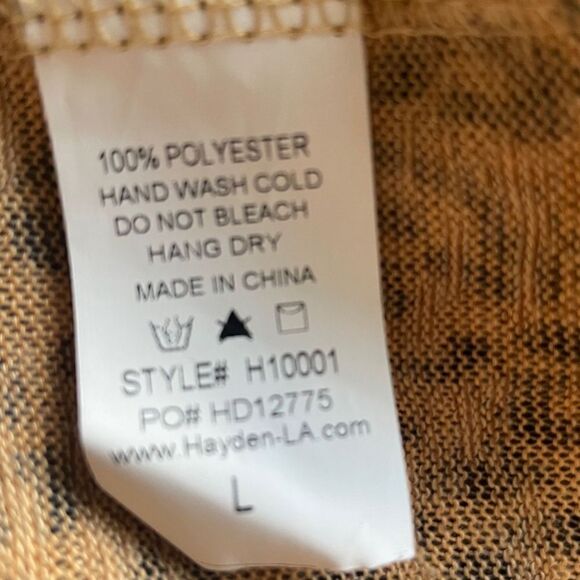 100% POLYESTER
HAND WASH COLD
DO NOT BLEACH
HANG DRY
MADE IN CHINA
STYLE# H10001
PO# HD12775
www.Hayden-LA.com
L